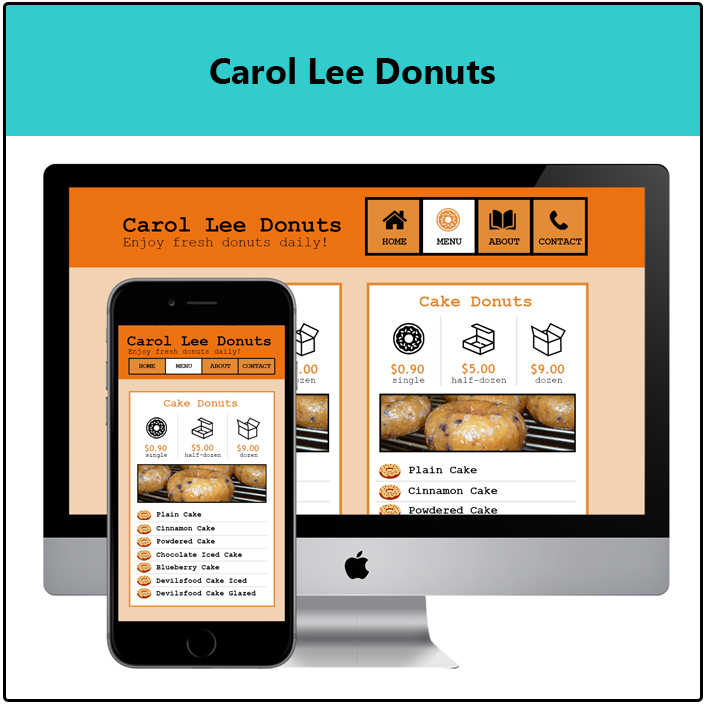 Carol Lee Donuts
Carol Lee Donuts
Enjoy fresh donuts daily!
HOME MENU ABOUT CONTACT
.00
ozen
Cake Donuts
$0.90 $5.00 $9.00
single half-dozen dozen
Plain Cake
Cinnamon Cake
Powdered Cake
Carol Lee Donuts
Enjoy fresh donuts daily!
HOME MENU ABOUT CONTACT
Cake Donuts
$0.90 $5.00 $9.00
single half-dozen dozen
Plain Cake
Cinnamon Cake
Powdered Cake
Chocolate Iced Cake
Blueberry Cake
Devilsfood Cake Iced
Devilsfood Cake Glazed